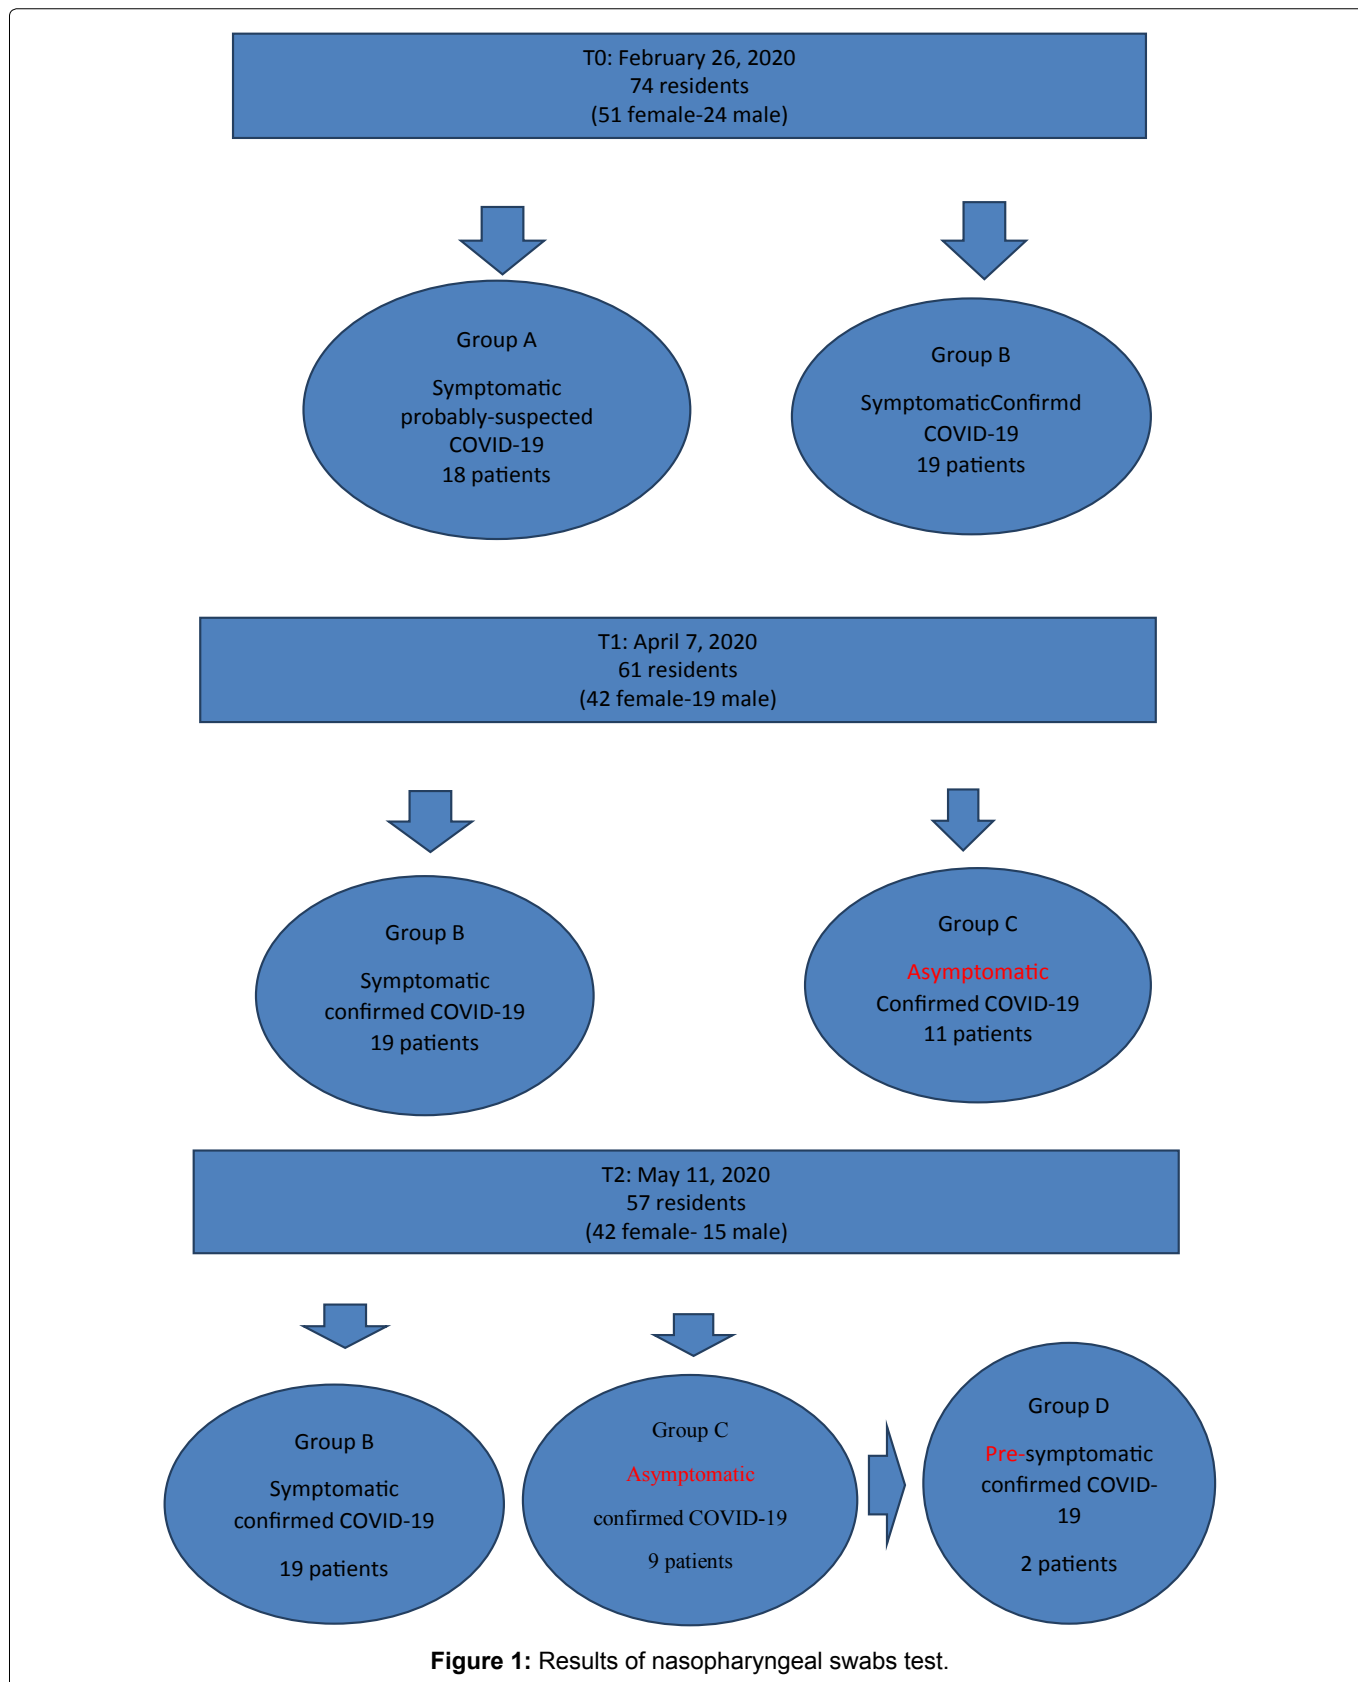 T0: February 26, 2020
74 residents
(51 female-24 male)
Group A
Symptomatic
probably-suspected
COVID-19
18 patients
Group B
SymptomaticConfirmd
COVID-19
19 patients
T1: April 7, 2020
61 residents
(42 female-19 male)
Group B
Symptomatic
confirmed COVID-19
19 patients
Group C
Asymptomatic
Confirmed COVID-19
11 patients
T2: May 11, 2020
57 residents
(42 female- 15 male)
Group B
Symptomatic
confirmed COVID-19
19 patients
Group C
Asymptomatic
confirmed COVID-19
9 patients
Group D
Pre-symptomatic
confirmed COVID-
19
2 patients
Figure 1: Results of nasopharyngeal swabs test.